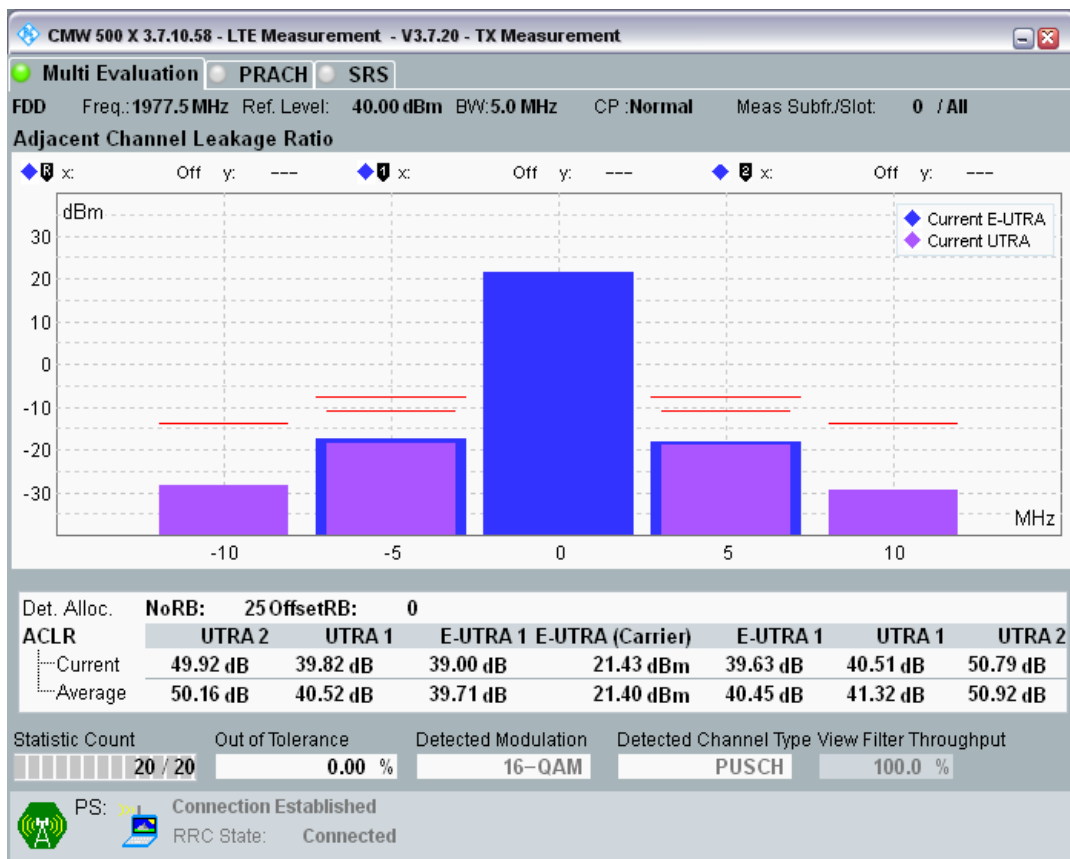 CMW 500 X 3.7.10.58 - LTE Measurement - V3.7.20 - TX Measurement
Multi Evaluation PRACH SRS
FDD Freq.: 1977.5 MHz Ref. Level: 40.00 dBm BW: 5.0 MHz CP :Normal Meas Subfr./Slot: 0 / All
Adjacent Channel Leakage Ratio
R x: Off y: --- 1 x: Off y: --- 2 x: Off y: ---
dBm
Current E-UTRA
Current UTRA
30
20
10
0
-10
-20
-30
MHz
-10 -5 0 5 10
Det. Alloc. NoRB: 25 OffsetRB: 0
ACLR UTRA 2 UTRA 1 E-UTRA 1 E-UTRA (Carrier) E-UTRA 1 UTRA 1 UTRA 2
Current 49.92 dB 39.82 dB 39.00 dB 21.43 dBm 39.63 dB 40.51 dB 50.79 dB
Average 50.16 dB 40.52 dB 39.71 dB 21.40 dBm 40.45 dB 41.32 dB 50.92 dB
Statistic Count Out of Tolerance Detected Modulation Detected Channel Type View Filter Throughput
20 / 20 0.00 % 16-QAM PUSCH 100.0 %
PS: Connection Established
RRC State: Connected